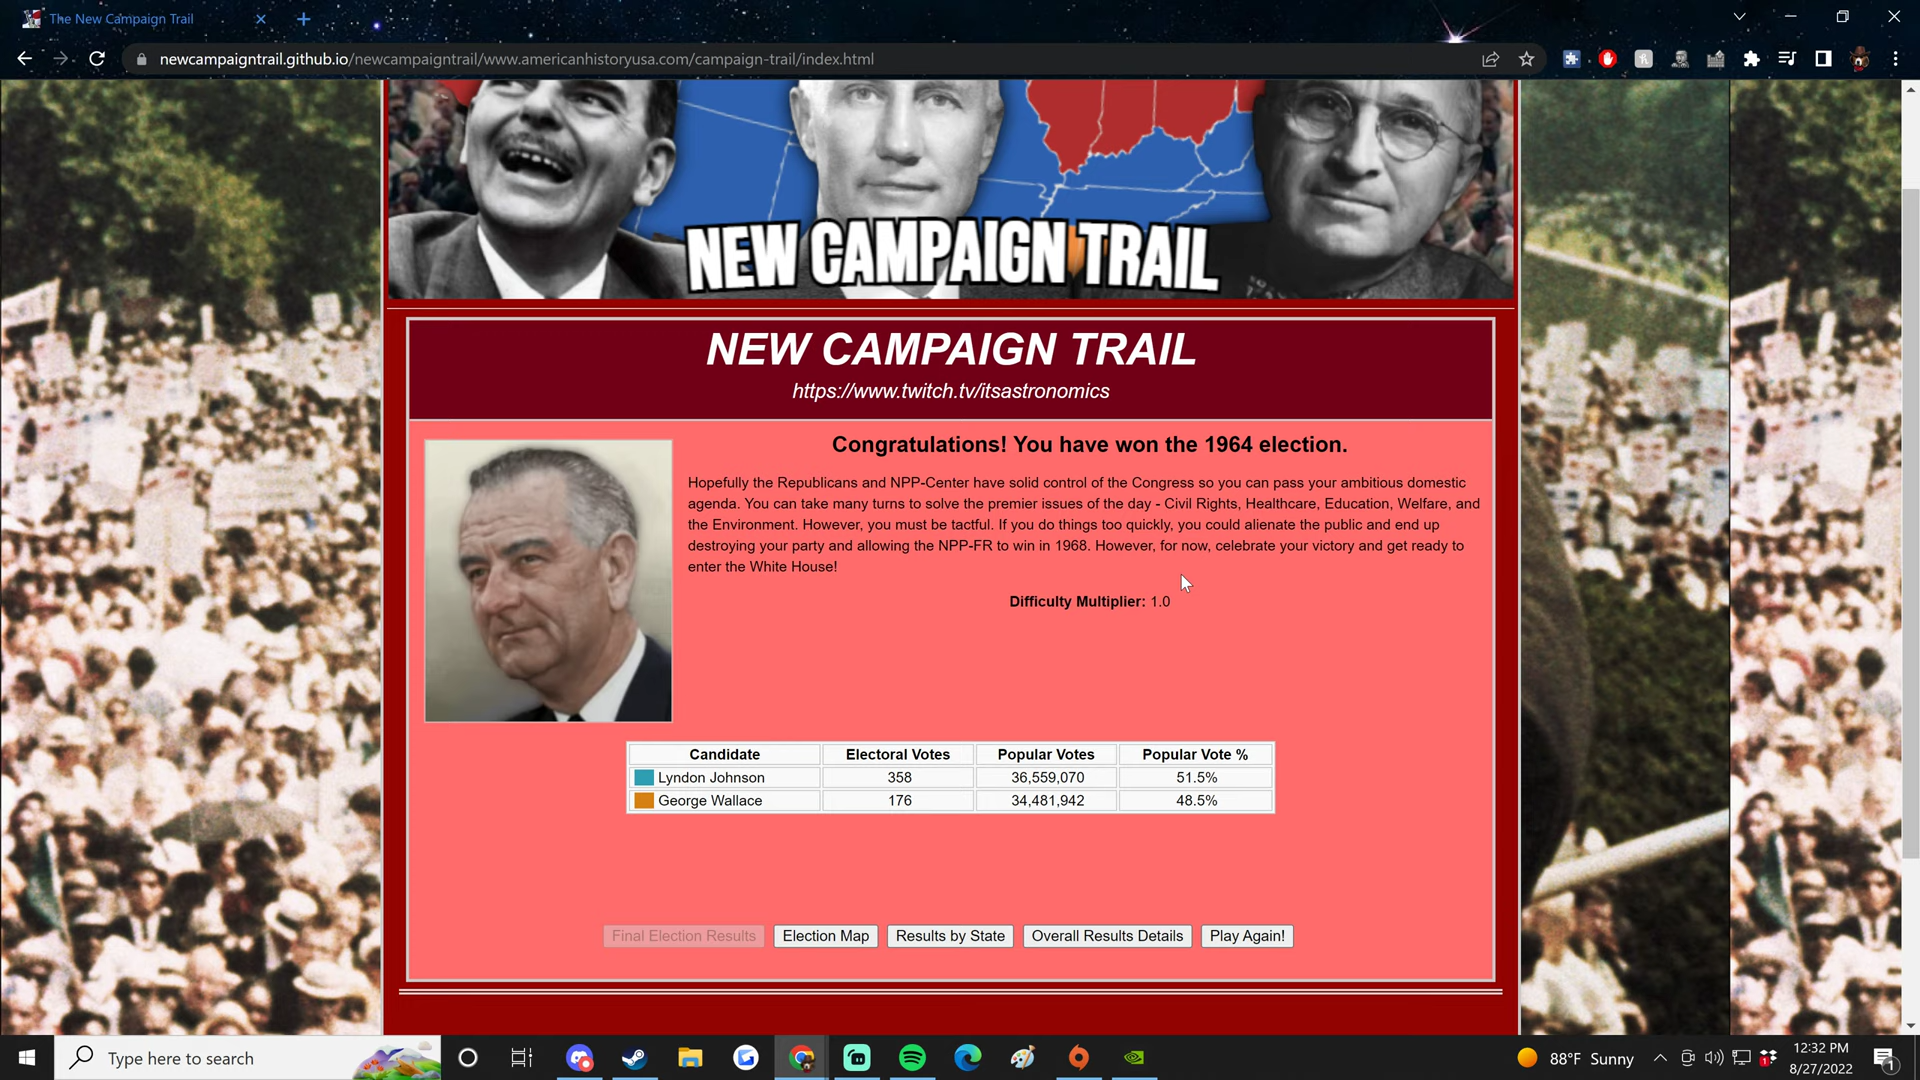 The New Campaign Trail
newcampaigntrail.github.io/newcampaigntrail/www.americanhistoryusa.com/campaign-trail/index.html
NEW CAMPAIGN TRAIL
NEW CAMPAIGN TRAIL
https://www.twitch.tv/itsastronomics
Congratulations! You have won the 1964 election.
Hopefully the Republicans and NPP-Center have solid control of the Congress so you can pass your ambitious domestic
agenda. You can take many turns to solve the premier issues of the day - Civil Rights, Healthcare, Education, Welfare, and
the Environment. However, you must be tactful. If you do things too quickly, you could alienate the public and end up
destroying your party and allowing the NPP-FR to win in 1968. However, for now, celebrate your victory and get ready to
enter the White House!
Difficulty Multiplier: 1.0
Candidate Electoral Votes Popular Votes Popular Vote %
Lyndon Johnson 358 36,559,070 51.5%
George Wallace 176 34,481,942 48.5%
Final Election Results Election Map Results by State Overall Results Details Play Again!
Type here to search
88°F Sunny
12:32 PM
8/27/2022
1
1